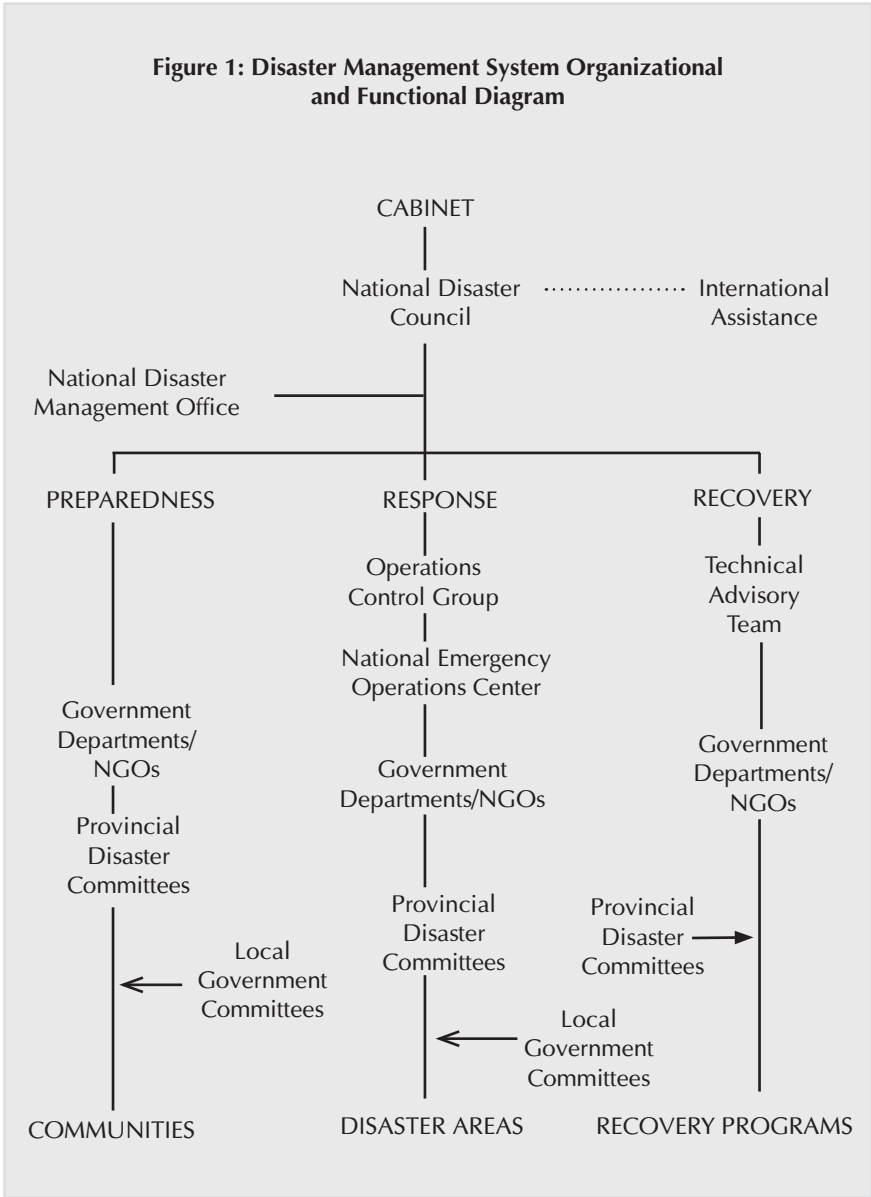 Figure 1: Disaster Management System Organizational
and Functional Diagram
CABINET
National Disaster
Council
International
Assistance
National Disaster
Management Office
PREPAREDNESS
RESPONSE
RECOVERY
Operations
Control Group
Technical
Advisory
Team
National Emergency
Operations Center
Government
Departments/
NGOs
Government
Departments/NGOs
Government
Departments/
NGOs
Provincial
Disaster
Committees
Provincial
Disaster
Committees
Provincial
Disaster
Committees
Local
Government
Committees
Local
Government
Committees
COMMUNITIES
DISASTER AREAS
RECOVERY PROGRAMS